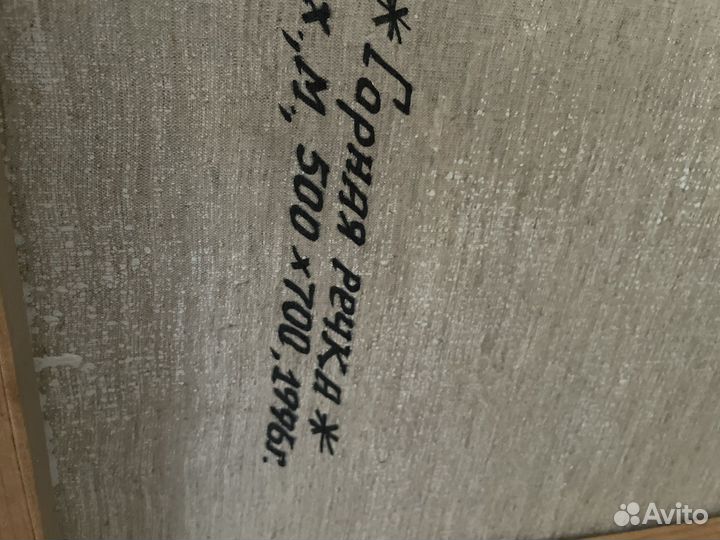 *Горная речка*
х., м., 500 х 700, 1996г.
Avito